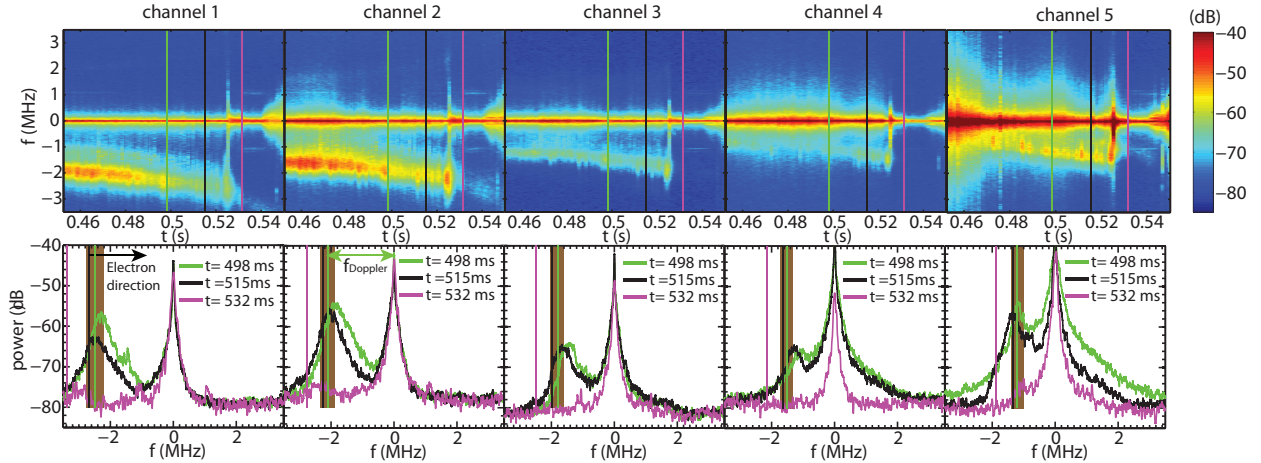 channel 1 channel 2 channel 3 channel 4 channel 5 (dB)
3
2
1
0
−1
−2
−3
f (MHz)
−40
−50
−60
−70
−80
0.46 0.48 0.5 0.52 0.54 0.46 0.48 0.5 0.52 0.54 0.46 0.48 0.5 0.52 0.54 0.46 0.48 0.5 0.52 0.54 0.46 0.48 0.5 0.52 0.54
t (s) t (s) t (s) t (s) t (s)
−40
−50
−60
−70
−80
power (dB)
Electron
direction
t= 498 ms
t = 515ms
t = 532 ms
fDoppler
t= 498 ms
t = 515ms
t = 532 ms
t= 498 ms
t = 515ms
t = 532 ms
t= 498 ms
t = 515ms
t = 532 ms
t= 498 ms
t = 515ms
t = 532 ms
−2 0 2 −2 0 2 −2 0 2 −2 0 2 −2 0 2
f (MHz) f (MHz) f (MHz) f (MHz) f (MHz)